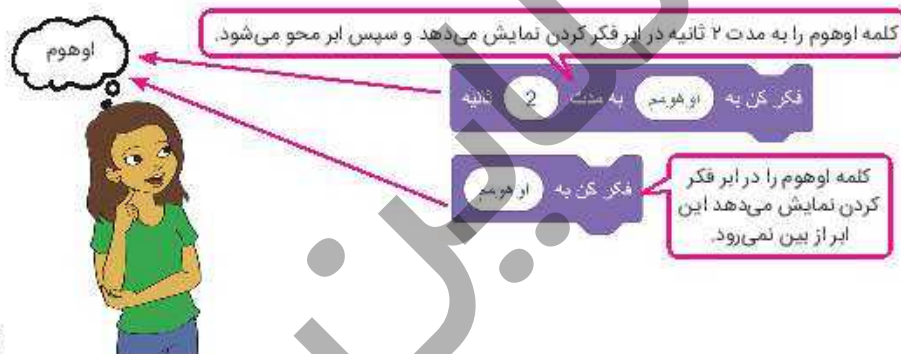 کلمه اوهوم را به مدت ۲ ثانیه در ابر فکر کردن نمایش می‌دهد و سپس ابر محو می‌شود.
اوهوم
فکر کن به اوهومم به مدت 2 ثانیه
فکر کن به اوهومم
کلمه اوهوم را در ابر فکر
کردن نمایش می‌دهد این
ابر از بین نمی‌رود.